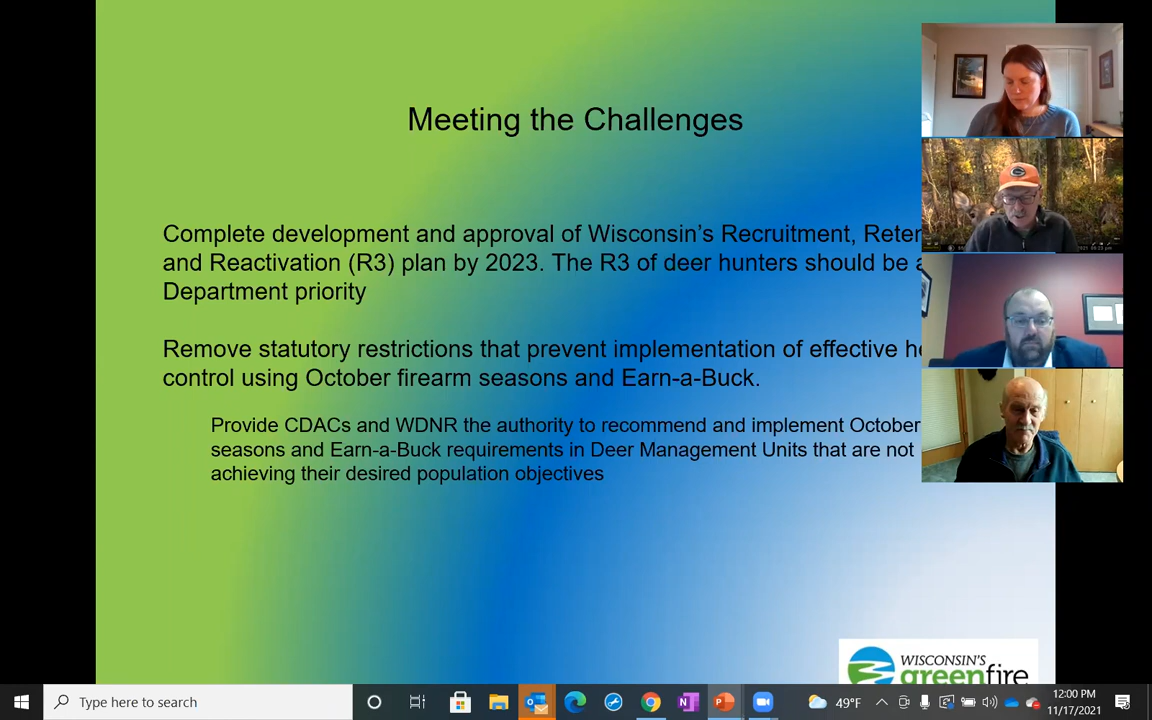 Meeting the Challenges
Complete development and approval of Wisconsin's Recruitment,
and Reactivation (R3) plan by 2023. The R3 of deer hunters should be
Department priority
Remove statutory restrictions that prevent implementation of effective
control using October firearm seasons and Earn-a-Buck.
Provide CDACs and WDNR the authority to recommend and implement October
seasons and Earn-a-Buck requirements in Deer Management Units that are not
achieving their desired population objectives
WISCONSIN'S
greenfire
Type here to search
49°F
12:00 PM
11/17/2021